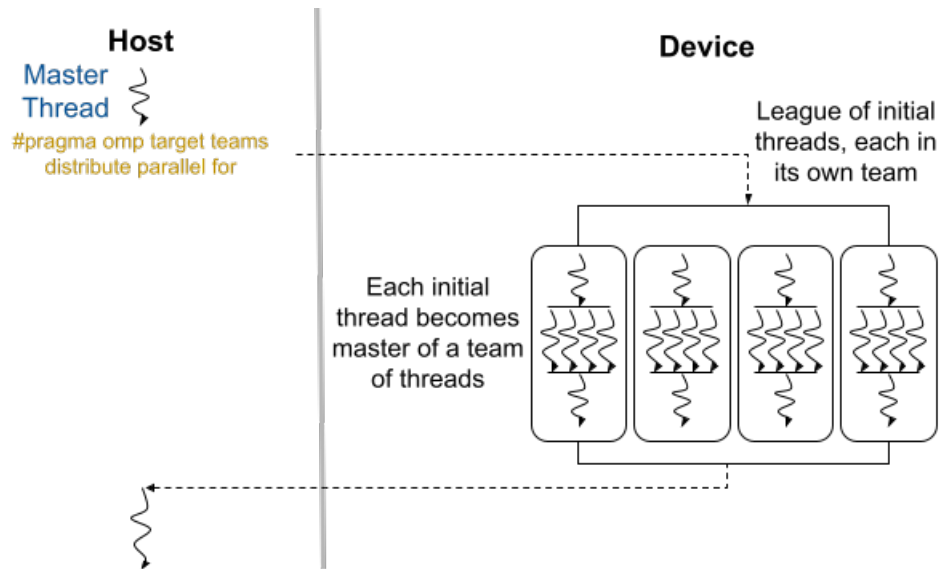 Host
Master
Thread
#pragma omp target teams
distribute parallel for
Device
League of initial
threads, each in
its own team
Each initial
thread becomes
master of a team
of threads